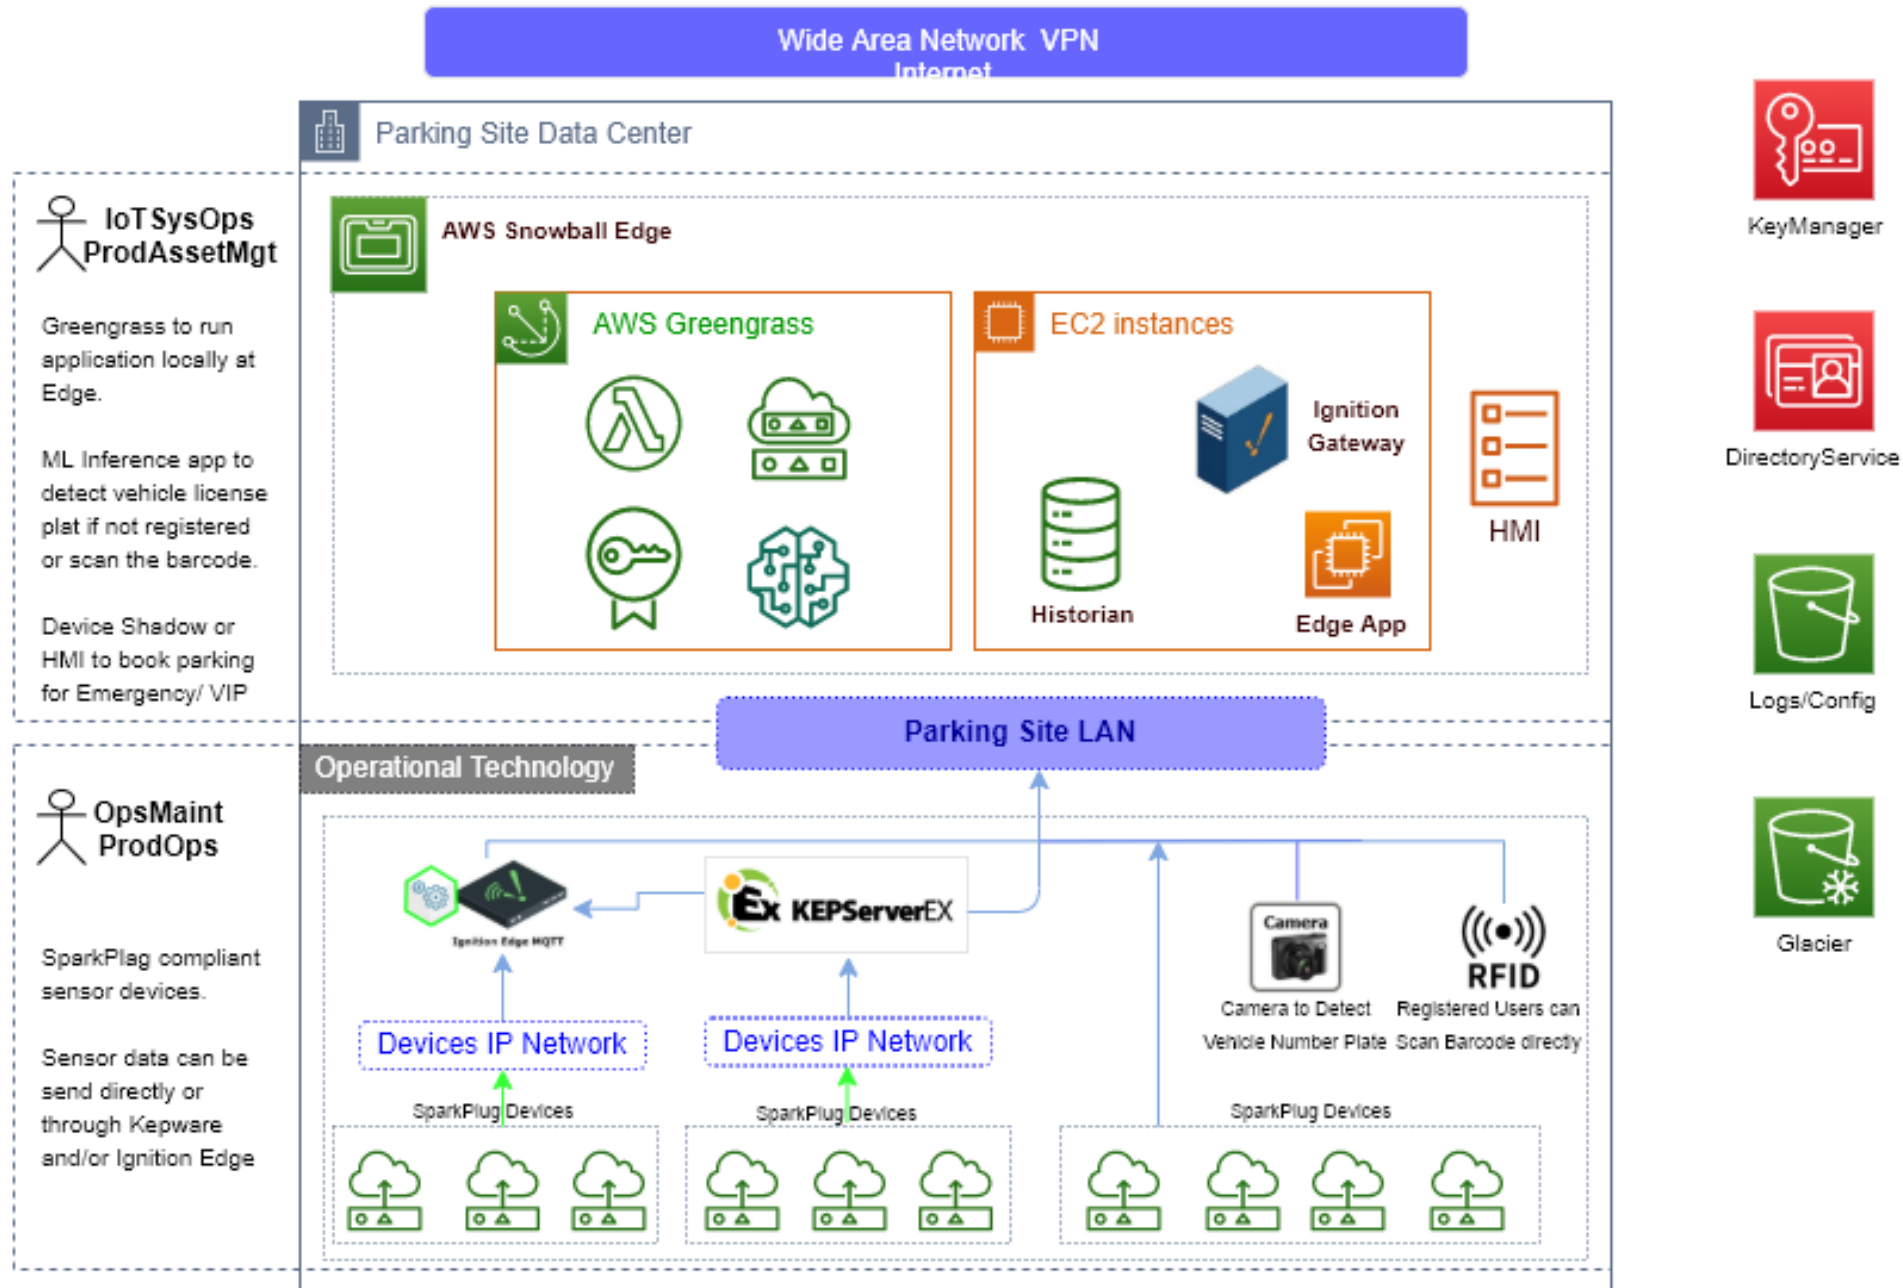 Wide Area Network VPN
Internet
Parking Site Data Center
IoTSysOps
ProdAssetMgt
Greengrass to run
application locally at
Edge.
ML Inference app to
detect vehicle license
plat if not registered
or scan the barcode.
Device Shadow or
HMI to book parking
for Emergency/ VIP
AWS Snowball Edge
AWS Greengrass
EC2 instances
Ignition
Gateway
Historian
Edge App
HMI
KeyManager
DirectoryService
Logs/Config
Glacier
Parking Site LAN
Operational Technology
OpsMaint
ProdOps
SparkPlag compliant
sensor devices.
Sensor data can be
send directly or
through Kepware
and/or Ignition Edge
Ignition Edge MQTT
Ex KEPServerEX
Camera
Camera to Detect
Vehicle Number Plate
RFID
Registered Users can
Scan Barcode directly
Devices IP Network
Devices IP Network
SparkPlug Devices
SparkPlug Devices
SparkPlug Devices